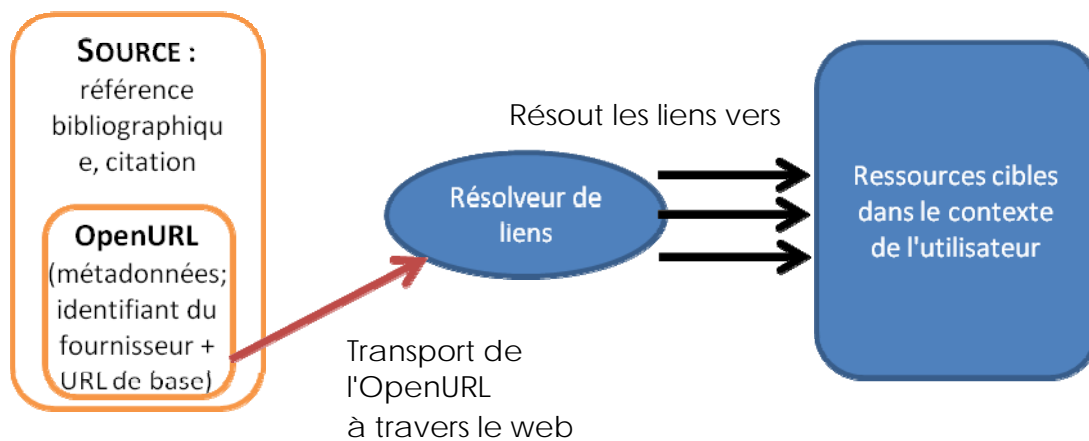 SOURCE :
référence
bibliographiqu
e, citation
OpenURL
(métadonnées;
identifiant du
fournisseur +
URL de base)
Transport de
l'OpenURL
à travers le web
Résolveur de
liens
Résout les liens vers
Ressources cibles
dans le contexte
de l'utilisateur